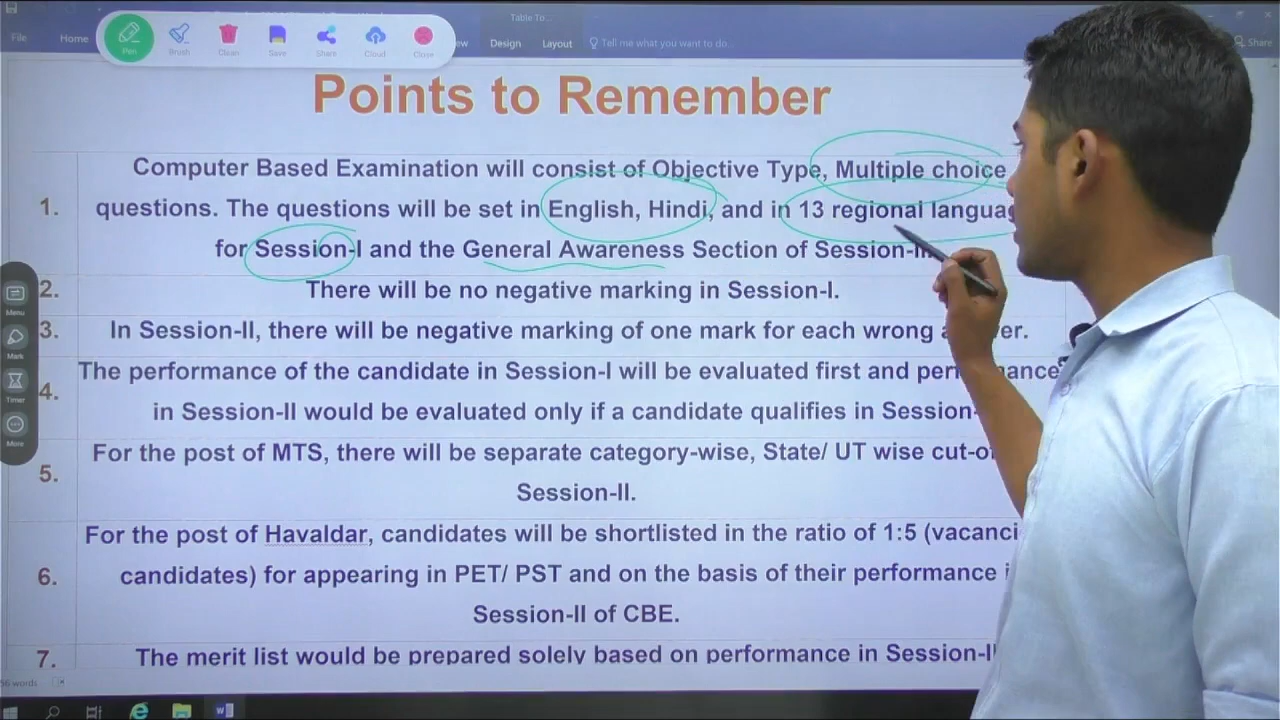 Table To...
File
Home
ew
Design
Layout
Tell me what you want to do...
Share
Pen
Brush
Clean
Save
Share
Cloud
Close
Points to Remember
1.
Computer Based Examination will consist of Objective Type, Multiple choice
questions. The questions will be set in English, Hindi, and in 13 regional langua
for Session-I and the General Awareness Section of Session-II
2.
There will be no negative marking in Session-I.
3.
In Session-II, there will be negative marking of one mark for each wrong a er.
4.
The performance of the candidate in Session-I will be evaluated first and per ance
in Session-II would be evaluated only if a candidate qualifies in Session-
5.
For the post of MTS, there will be separate category-wise, State/ UT wise cut-o
Session-II.
6.
For the post of Havaldar, candidates will be shortlisted in the ratio of 1:5 (vacanci
candidates) for appearing in PET/ PST and on the basis of their performance i
Session-II of CBE.
7.
The merit list would be prepared solely based on performance in Session-I
Menu
Mark
Timer
More
56 words